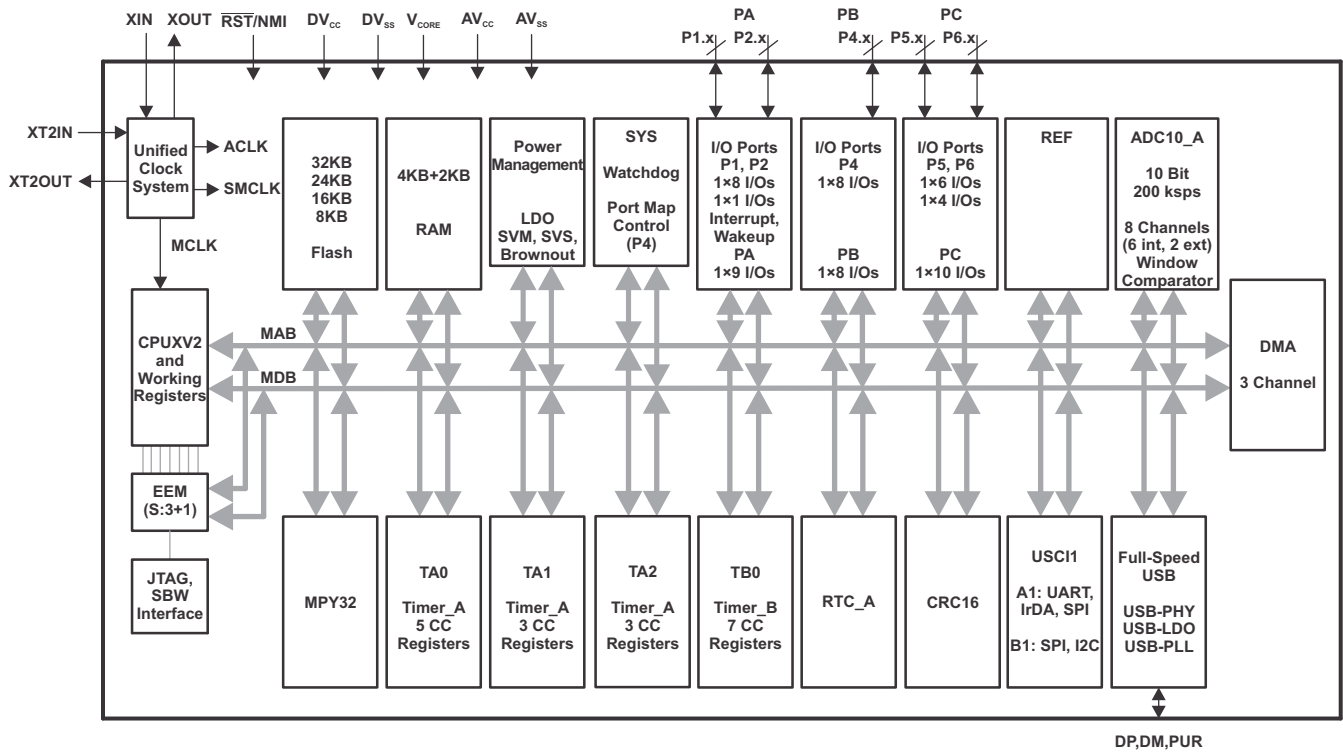 XIN XOUT RST/NMI DVCC DVSS VCORE AVCC AVSS
PA PB PC
P1.x P2.x P4.x P5.x P6.x
XT2IN
XT2OUT
Unified
Clock
System
ACLK
SMCLK
MCLK
32KB
24KB
16KB
8KB
Flash
4KB+2KB
RAM
Power
Management
LDO
SVM, SVS,
Brownout
SYS
Watchdog
Port Map
Control
(P4)
I/O Ports
P1, P2
1×8 I/Os
1×1 I/Os
Interrupt,
Wakeup
PA
1×9 I/Os
I/O Ports
P4
1×8 I/Os
PB
1×8 I/Os
I/O Ports
P5, P6
1×6 I/Os
1×4 I/Os
PC
1×10 I/Os
REF
ADC10_A
10 Bit
200 ksps
8 Channels
(6 int, 2 ext)
Window
Comparator
CPUXV2
and
Working
Registers
MAB
MDB
DMA
3 Channel
EEM
(S:3+1)
JTAG,
SBW
Interface
MPY32
TA0
Timer_A
5 CC
Registers
TA1
Timer_A
3 CC
Registers
TA2
Timer_A
3 CC
Registers
TB0
Timer_B
7 CC
Registers
RTC_A
CRC16
USCI1
A1: UART,
IrDA, SPI
B1: SPI, I2C
Full-Speed
USB
USB-PHY
USB-LDO
USB-PLL
DP,DM,PUR